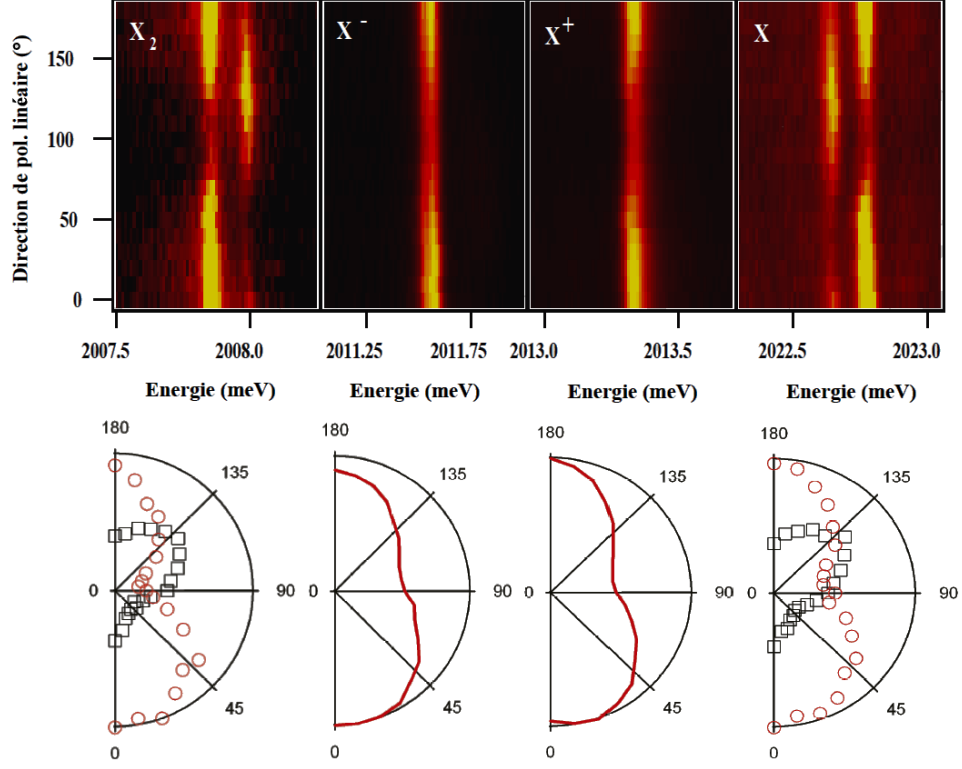 X2 X- X+ X
Direction de pol. linéaire (°)
150
100
50
0
2007.5 2008.0 2011.25 2011.75 2013.0 2013.5 2022.5 2023.0
Energie (meV) Energie (meV) Energie (meV) Energie (meV)
180 180 180 180
135 135 135 135
0 90 0 90 0 90 0 90
45 45 45 45
0 0 0 0